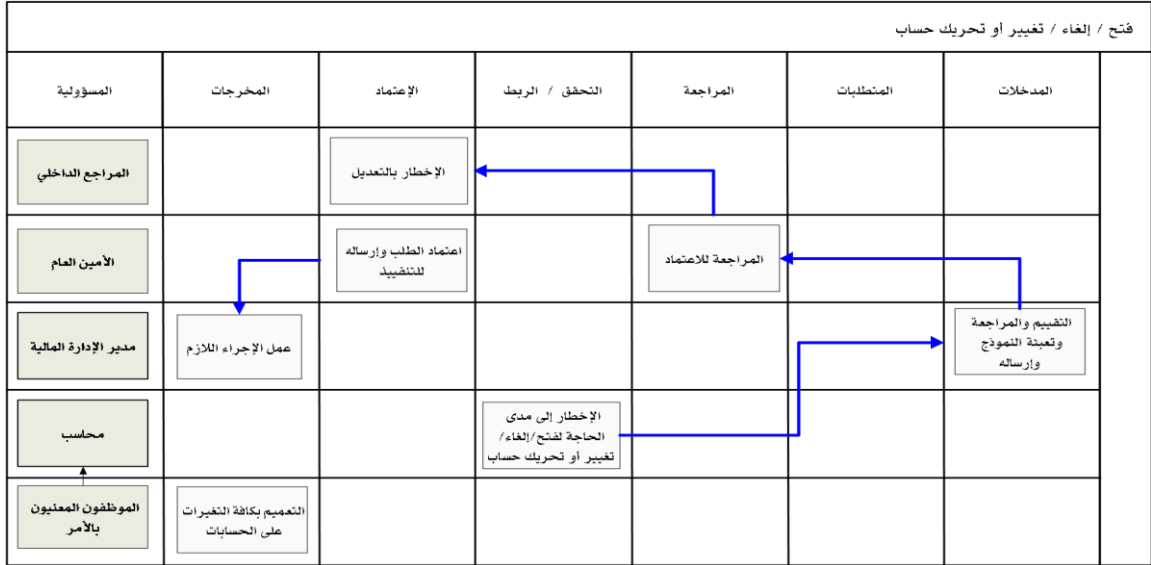 فتح / إلغاء / تغيير أو تحريك حساب
المدخلات
المتطلبات
المراجعة
التحقق / الربط
الإعتماد
المخرجات
المسؤولية
الإخطار بالتعديل
المراجع الداخلي
المراجعة للاعتماد
اعتماد الطلب وإرساله
للتنفييذ
الأمين العام
التقييم والمراجعة
وتعبئة النموذج
وإرساله
عمل الإجراء اللازم
مدير الإدارة المالية
الإخطار إلى مدى
الحاجة لفتح/إلغاء/
تغيير أو تحريك حساب
محاسب
التعميم بكافة التغيرات
على الحسابات
الموظفون المعنيون
بالأمر